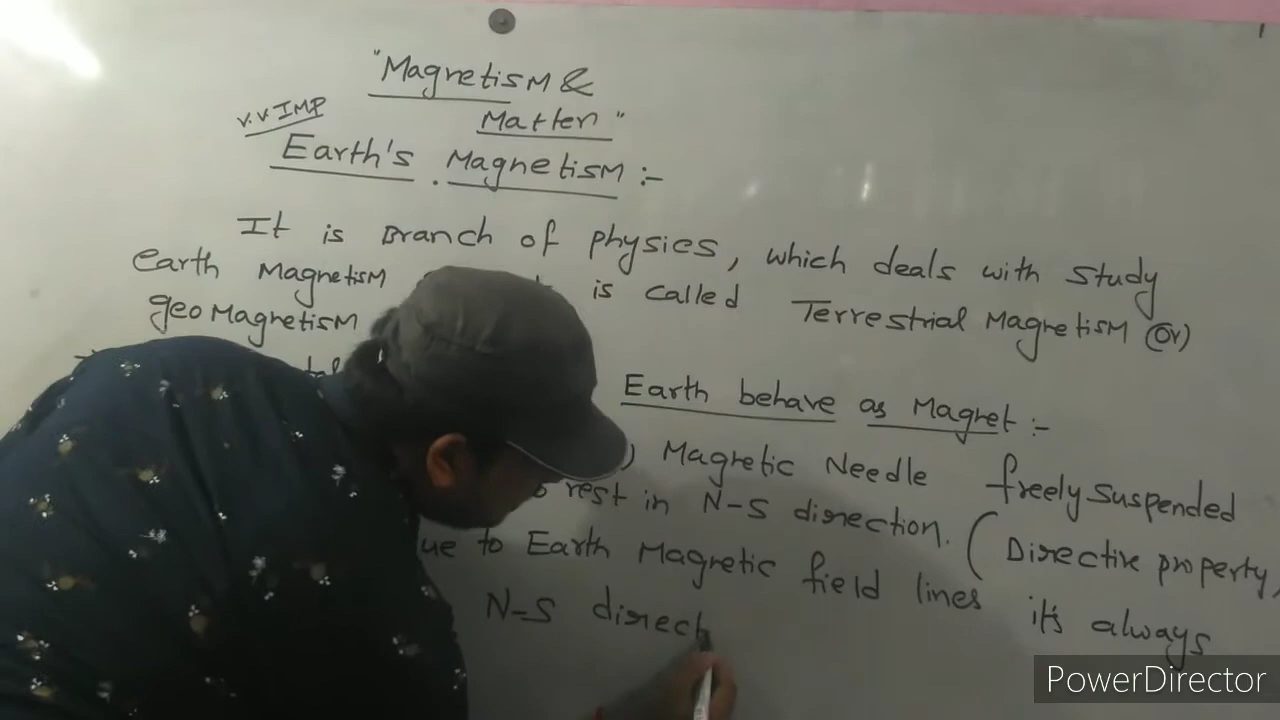 "Magnetism &
Matter"
V.V IMP
Earth's Magnetism :-
It is Branch of physics, which deals with study
earth Magnetism is called Terrestrial Magnetism (or)
geo Magnetism
Earth behave as Magnet :-
) Magnetic Needle freely suspended
rest in N-S direction. (Directive property)
ue to Earth Magnetic field lines it's always
N-S direct
PowerDirector